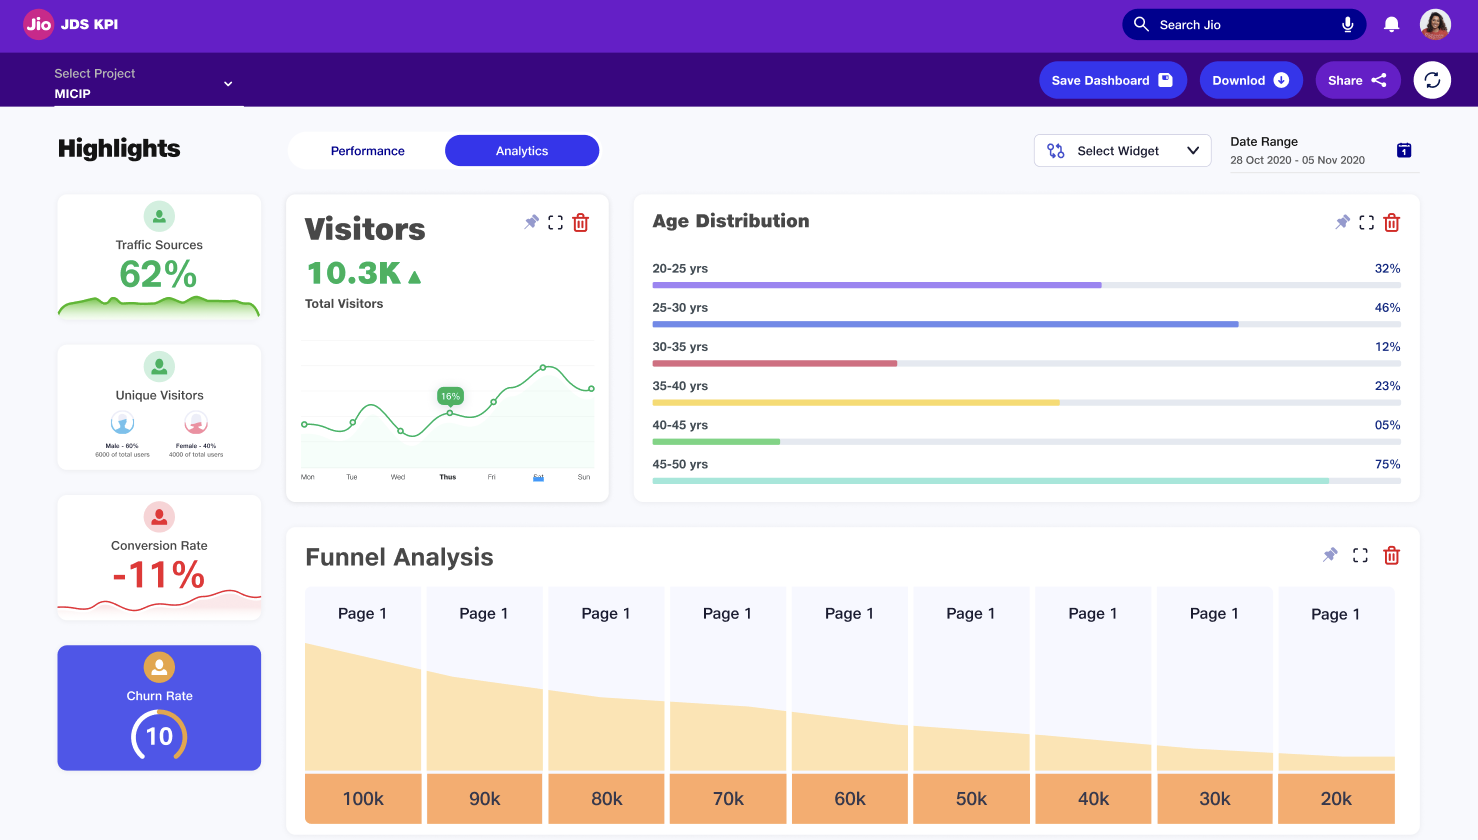 Jio JDS KPI
Search Jio
Select Project
MICIP
Save Dashboard
Downlod
Share
Highlights
Performance
Analytics
Select Widget
Date Range
28 Oct 2020 - 05 Nov 2020
1
Traffic Sources
62%
Unique Visitors
Male - 60%
6000 of total users
Female - 40%
4000 of total users
Conversion Rate
-11%
Churn Rate
10
Visitors
10.3K
Total Visitors
16%
Mon Tue Wed Thus Fri Sat Sun
Age Distribution
20-25 yrs 32%
25-30 yrs 46%
30-35 yrs 12%
35-40 yrs 23%
40-45 yrs 05%
45-50 yrs 75%
Funnel Analysis
Page 1 Page 1 Page 1 Page 1 Page 1 Page 1 Page 1 Page 1 Page 1
100k 90k 80k 70k 60k 50k 40k 30k 20k